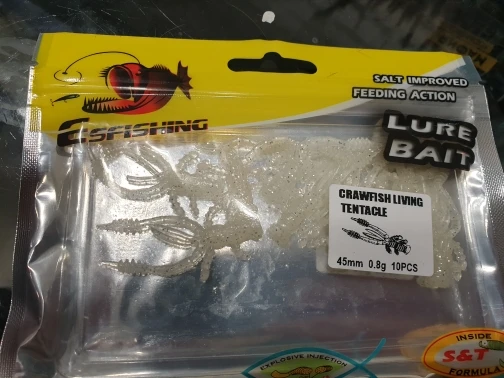 SALT IMPROVED
FEEDING ACTION
ESFISHING
LURE
BAIT
CRAWFISH LIVING
TENTACLE
45mm 0.8g 10PCS
EXPLOSIVE INJECTION
INSIDE
S&T
FORMULA